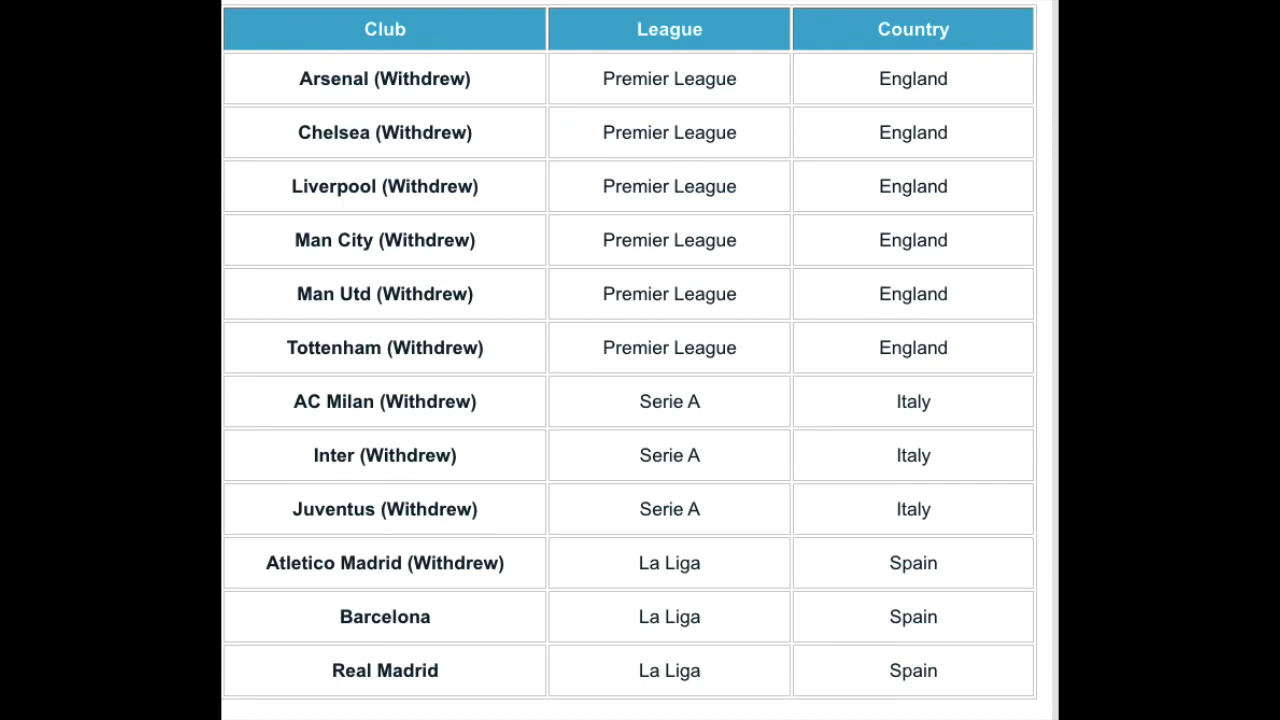 Club League Country
Arsenal (Withdrew) Premier League England
Chelsea (Withdrew) Premier League England
Liverpool (Withdrew) Premier League England
Man City (Withdrew) Premier League England
Man Utd (Withdrew) Premier League England
Tottenham (Withdrew) Premier League England
AC Milan (Withdrew) Serie A Italy
Inter (Withdrew) Serie A Italy
Juventus (Withdrew) Serie A Italy
Atletico Madrid (Withdrew) La Liga Spain
Barcelona La Liga Spain
Real Madrid La Liga Spain